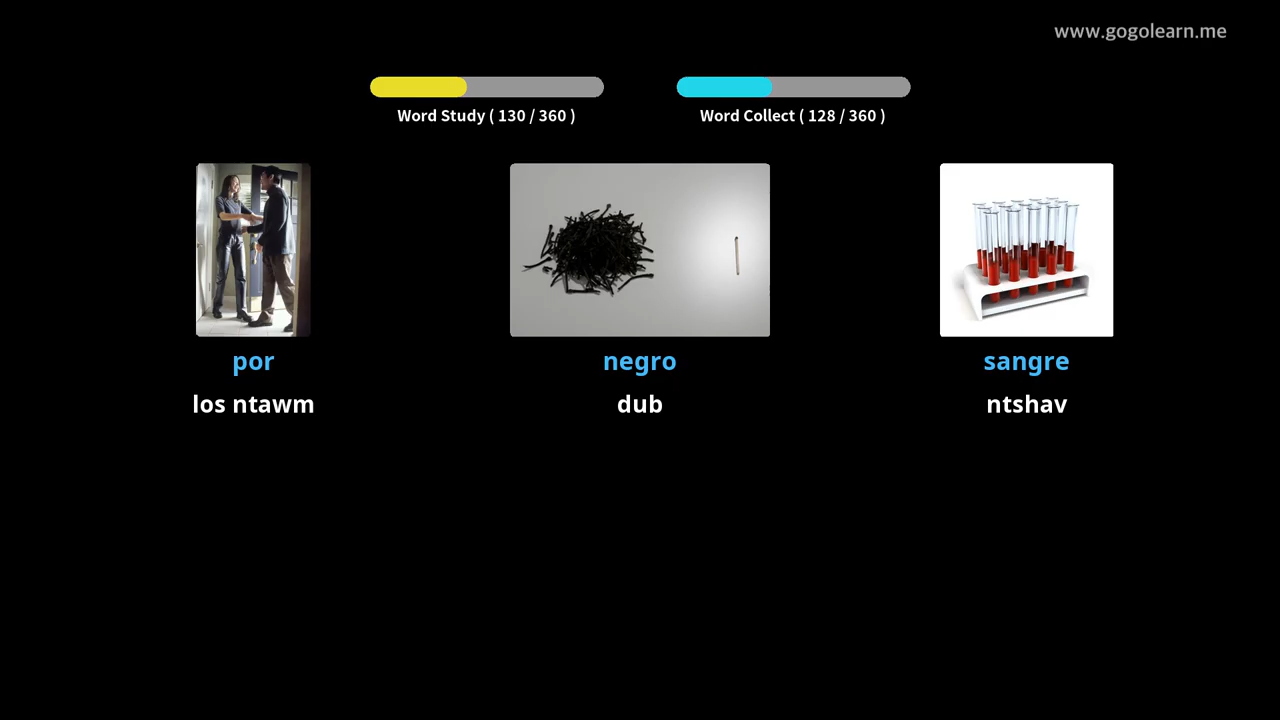 www.gogolearn.me
Word Study ( 130 / 360 )
Word Collect ( 128 / 360 )
por
negro
sangre
los ntawm
dub
ntshav